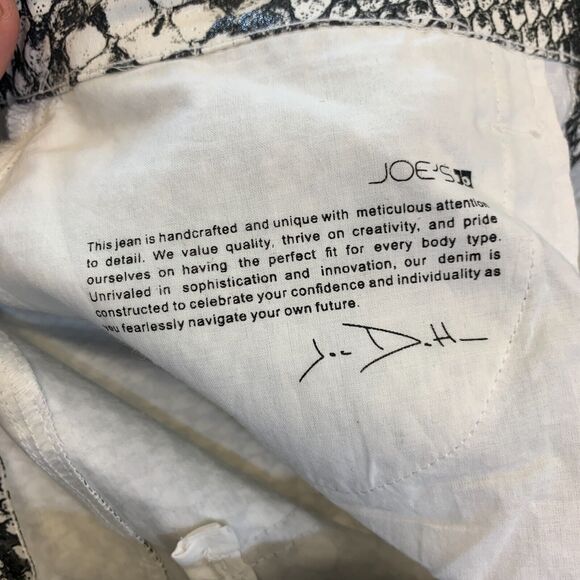 JOE'S
This jean is handcrafted and unique with meticulous attention
to detail. We value quality, thrive on creativity, and pride
ourselves on having the perfect fit for every body type.
Unrivaled in sophistication and innovation, our denim is
constructed to celebrate your confidence and individuality as
you fearlessly navigate your own future.
Joe